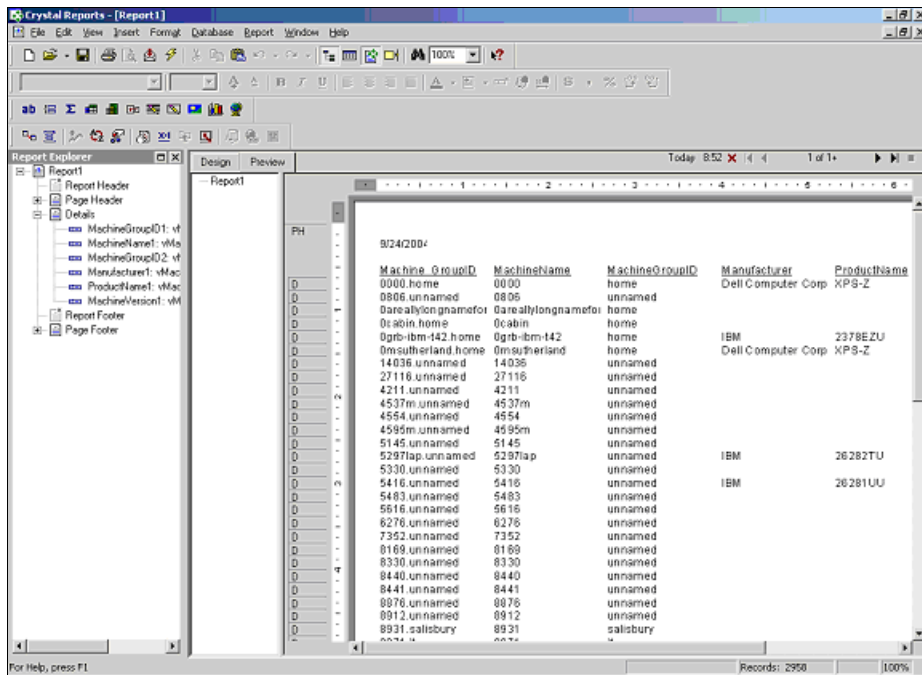 Crystal Reports - [Report1]
File Edit View Insert Format Database Report Window Help
100%
Report Explorer
Report1
Report Header
Page Header
Details
MachineGroupID1: vM
MachineName1: vMa
MachineGroupID2: vM
Manufacturer1: vMac
ProductName1: vMac
MachineVersion1: vM
Report Footer
Page Footer
Design Preview
Report1
Today 8:52 1 of 1+
1 2 3 4 5 6
PH
9/24/2004
Machine_GroupID MachineName MachineGroupID Manufacturer ProductName
D 0000.home 0000 home Dell Computer Corp XPS-Z
D 0806.unnamed 0806 unnamed
D 0areallylongnamefor 0areallylongnamefor home
D 0cabin.home 0cabin home
D 0grb-ibm-t42.home 0grb-ibm-t42 home IBM 2378EZU
D 0msutherland.home 0msutherland home Dell Computer Corp XPS-Z
D 14036.unnamed 14036 unnamed
D 27116.unnamed 27116 unnamed
D 4211.unnamed 4211 unnamed
D 4537m.unnamed 4537m unnamed
D 4554.unnamed 4554 unnamed
D 4595m.unnamed 4595m unnamed
D 5145.unnamed 5145 unnamed
D 5297lap.unnamed 5297lap unnamed IBM 26282TU
D 5330.unnamed 5330 unnamed
D 5416.unnamed 5416 unnamed IBM 26281UU
D 5483.unnamed 5483 unnamed
D 5616.unnamed 5616 unnamed
D 6276.unnamed 6276 unnamed
D 7352.unnamed 7352 unnamed
D 8169.unnamed 8169 unnamed
D 8330.unnamed 8330 unnamed
D 8440.unnamed 8440 unnamed
D 8441.unnamed 8441 unnamed
D 8876.unnamed 8876 unnamed
D 8912.unnamed 8912 unnamed
D 8931.salisbury 8931 salisbury
For Help, press F1
Records: 2958 100%